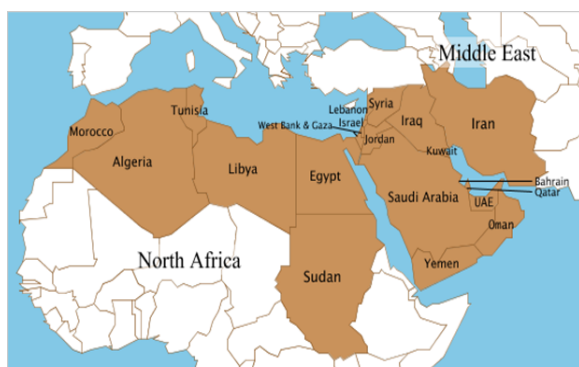 Middle East
Tunisia
Lebanon
Syria
West Bank & Gaza
Israel
Iraq
Iran
Morocco
Jordan
Algeria
Kuwait
Libya
Egypt
Bahrain
Saudi Arabia
Qatar
UAE
Oman
North Africa
Yemen
Sudan